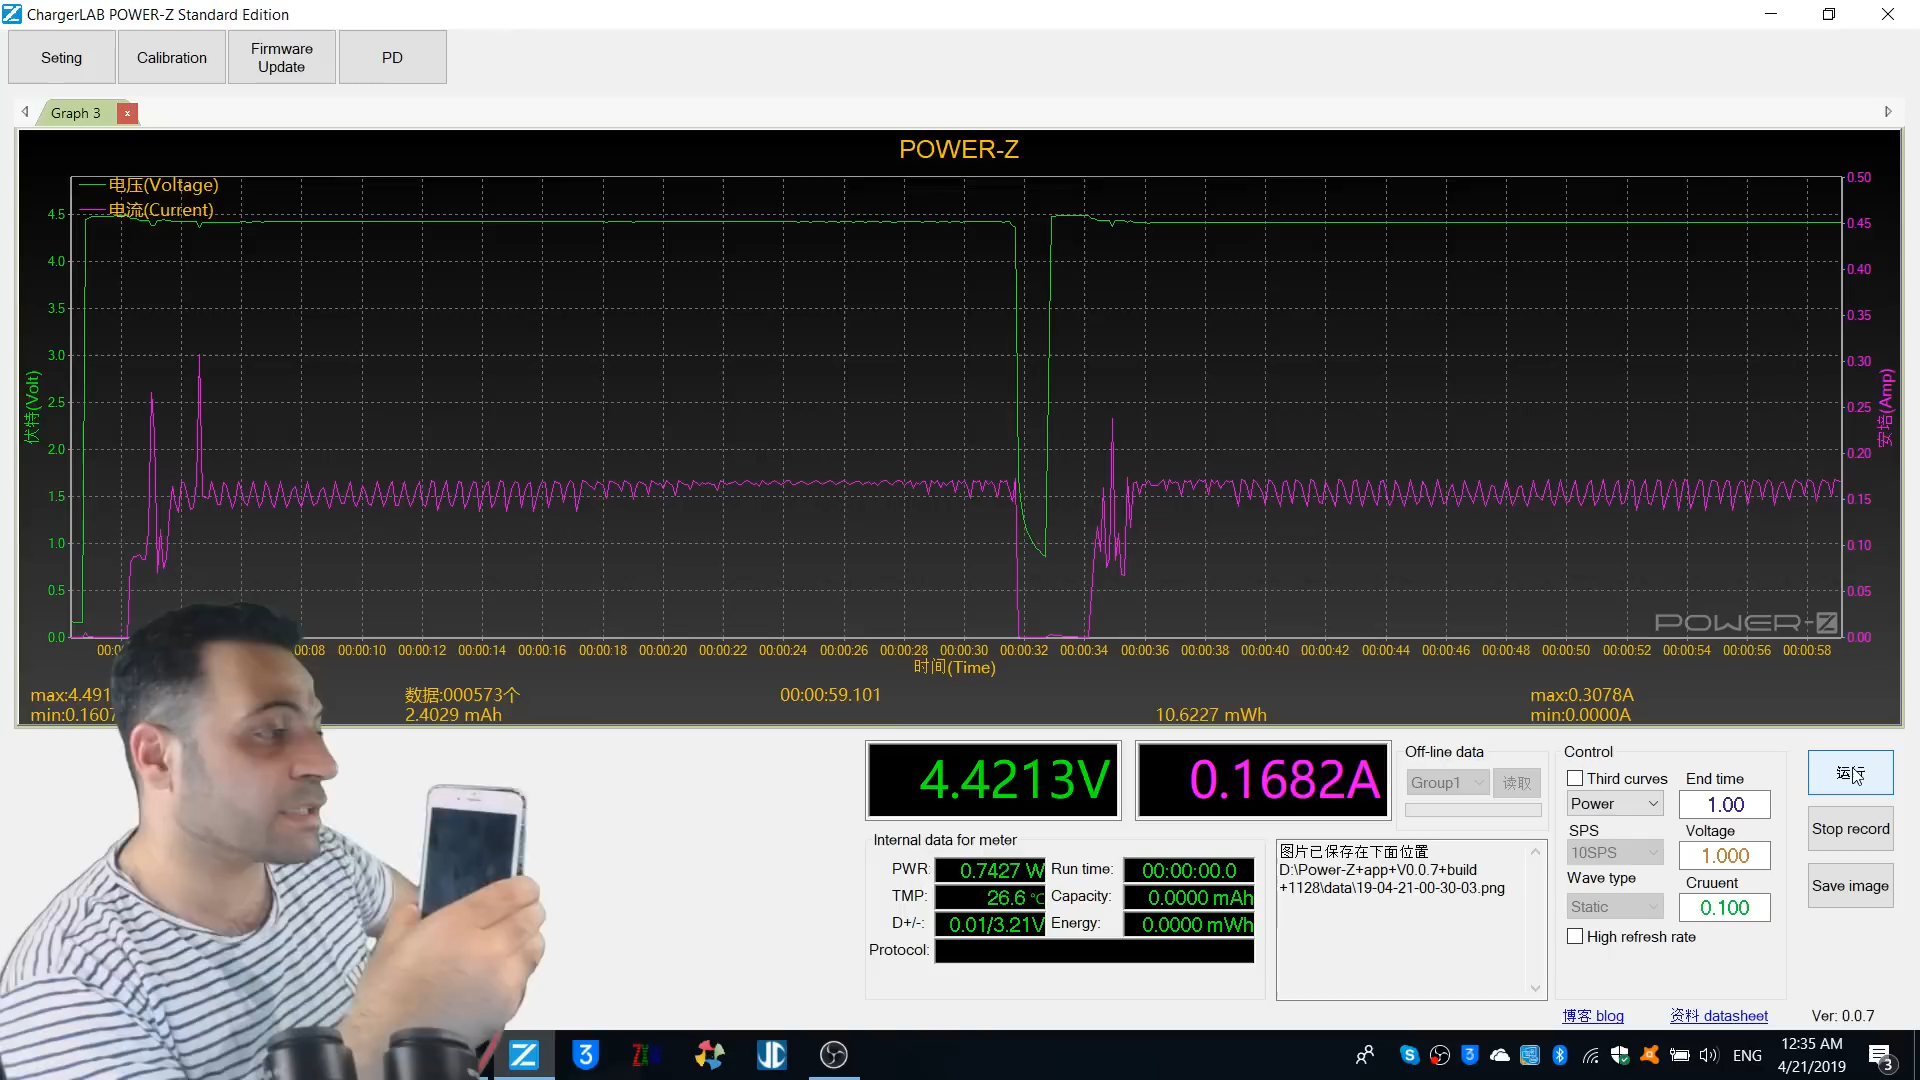 ChargerLAB POWER-Z Standard Edition
Seting
Calibration
Firmware
Update
PD
Graph 3
POWER-Z
电压(Voltage)
电流(Current)
4.5
4.0
3.5
3.0
2.5
2.0
1.5
1.0
0.5
0.0
伏特(Volt)
0.50
0.45
0.40
0.35
0.30
0.25
0.20
0.15
0.10
0.05
0.00
安培(Amp)
POWER-Z
00:00:10 00:00:12 00:00:14 00:00:16 00:00:18 00:00:20 00:00:22 00:00:24 00:00:26 00:00:28 00:00:30 00:00:32 00:00:34 00:00:36 00:00:38 00:00:40 00:00:42 00:00:44 00:00:46 00:00:48 00:00:50 00:00:52 00:00:54 00:00:56 00:00:58
时间(Time)
max:4.491 数据:000573个 00:00:59.101 max:0.3078A
min:0.1607 2.4029 mAh 10.6227 mWh min:0.0000A
4.4213V
0.1682A
Off-line data
Group1 读取
Control
Third curves End time
Power 1.00
SPS Voltage
10SPS 1.000
Wave type Cruuent
Static 0.100
High refresh rate
运行
Stop record
Save image
Internal data for meter
PWR: 0.7427 W Run time: 00:00:00.0
TMP: 26.6 °C Capacity: 0.0000 mAh
D+/-: 0.01/3.21V Energy: 0.0000 mWh
Protocol:
图片已保存在下面位置
D:\Power-Z+app+V0.0.7+build
+1128\data\19-04-21-00-30-03.png
博客 blog 资料 datasheet Ver: 0.0.7
ENG
12:35 AM
4/21/2019
3